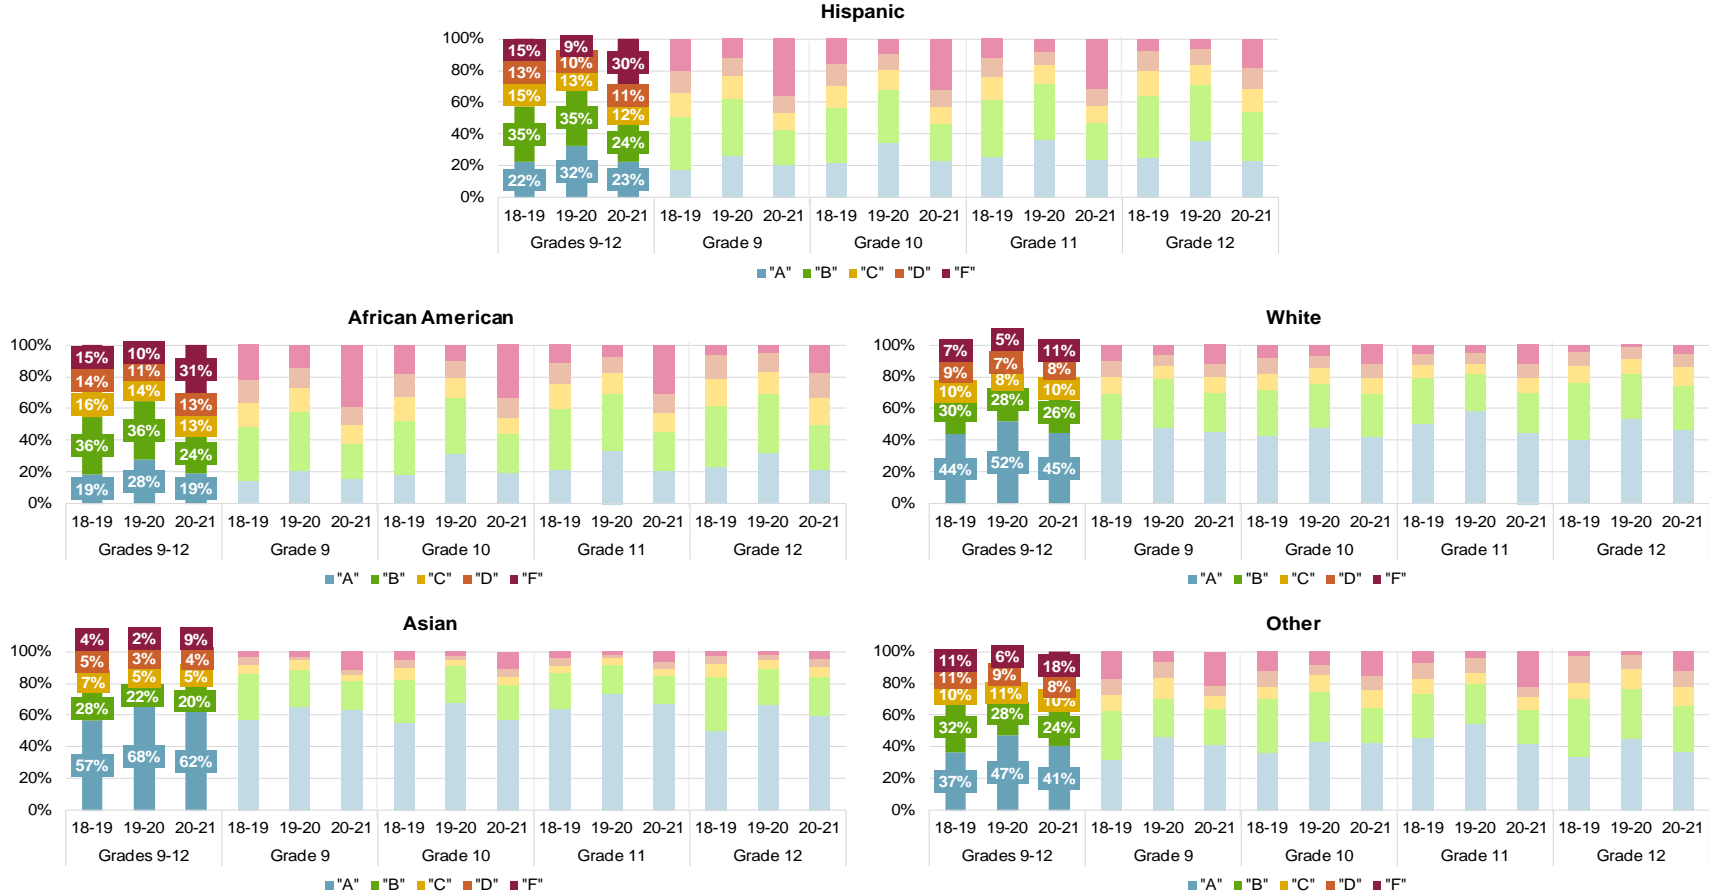 Hispanic
100%
80%
60%
40%
20%
0%
15% 9% 30%
13% 10% 11%
15% 13% 12%
35% 35% 24%
22% 32% 23%
18-19 19-20 20-21 18-19 19-20 20-21 18-19 19-20 20-21 18-19 19-20 20-21 18-19 19-20 20-21
Grades 9-12 Grade 9 Grade 10 Grade 11 Grade 12
"A" "B" "C" "D" "F"
African American
100%
80%
60%
40%
20%
0%
15% 10% 31%
14% 11% 13%
16% 14% 13%
36% 36% 24%
19% 28% 19%
18-19 19-20 20-21 18-19 19-20 20-21 18-19 19-20 20-21 18-19 19-20 20-21 18-19 19-20 20-21
Grades 9-12 Grade 9 Grade 10 Grade 11 Grade 12
"A" "B" "C" "D" "F"
White
100%
80%
60%
40%
20%
0%
7% 5% 11%
9% 7% 8%
10% 8% 10%
30% 28% 26%
44% 52% 45%
18-19 19-20 20-21 18-19 19-20 20-21 18-19 19-20 20-21 18-19 19-20 20-21 18-19 19-20 20-21
Grades 9-12 Grade 9 Grade 10 Grade 11 Grade 12
"A" "B" "C" "D" "F"
Asian
100%
80%
60%
40%
20%
0%
4% 2% 9%
5% 3% 4%
7% 5% 5%
28% 22% 20%
57% 68% 62%
18-19 19-20 20-21 18-19 19-20 20-21 18-19 19-20 20-21 18-19 19-20 20-21 18-19 19-20 20-21
Grades 9-12 Grade 9 Grade 10 Grade 11 Grade 12
"A" "B" "C" "D" "F"
Other
100%
80%
60%
40%
20%
0%
11% 6% 18%
11% 9% 8%
10% 11% 10%
32% 28% 24%
37% 47% 41%
18-19 19-20 20-21 18-19 19-20 20-21 18-19 19-20 20-21 18-19 19-20 20-21 18-19 19-20 20-21
Grades 9-12 Grade 9 Grade 10 Grade 11 Grade 12
"A" "B" "C" "D" "F"